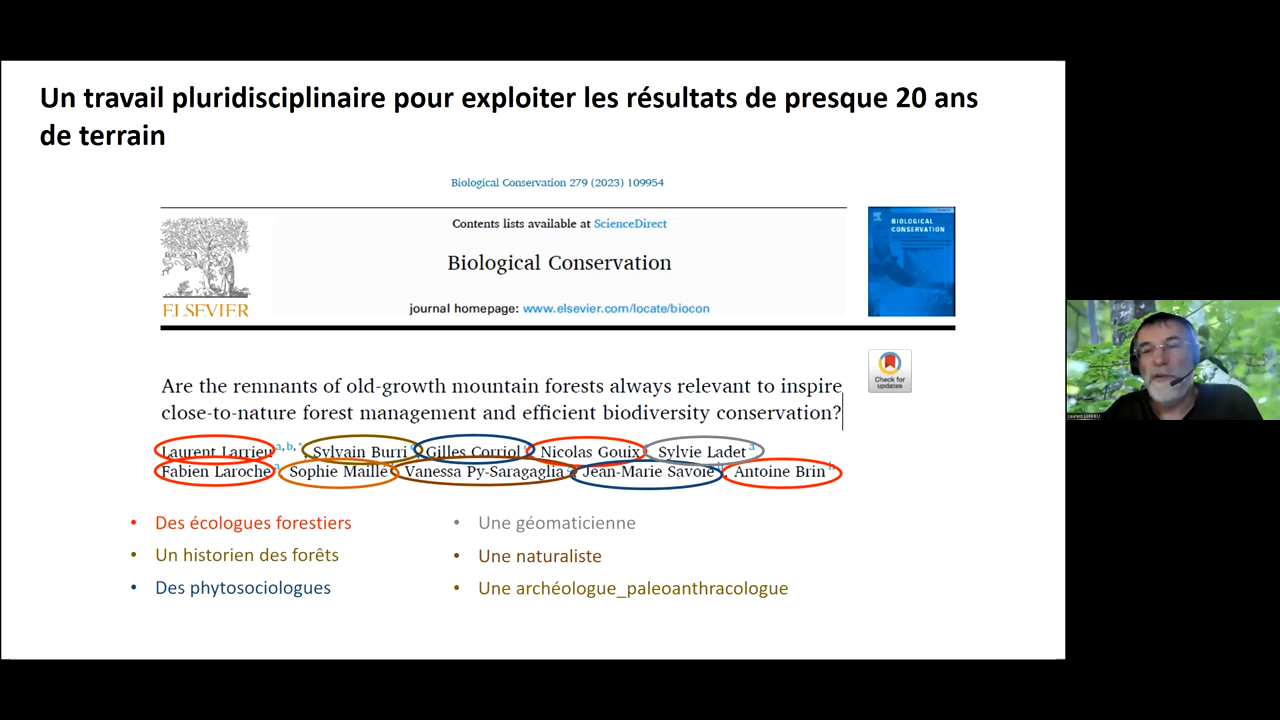 Un travail pluridisciplinaire pour exploiter les résultats de presque 20 ans
de terrain
Biological Conservation 279 (2023) 109954
Contents lists available at ScienceDirect
Biological Conservation
journal homepage: www.elsevier.com/locate/biocon
ELSEVIER
BIOLOGICAL
CONSERVATION
Check for
updates
Are the remnants of old-growth mountain forests always relevant to inspire
close-to-nature forest management and efficient biodiversity conservation?
Laurent Larrieu a, b, *, Sylvain Burri Gilles Corriol Nicolas Gouix Sylvie Ladet a
Fabien Laroche a Sophie Maillé Vanessa Py-Saragaglia Jean-Marie Savoie, Antoine Brin
• Des écologues forestiers
• Un historien des forêts
• Des phytosociologues
• Une géomaticienne
• Une naturaliste
• Une archéologue_paleoanthracologue
Laurent LARRIEU